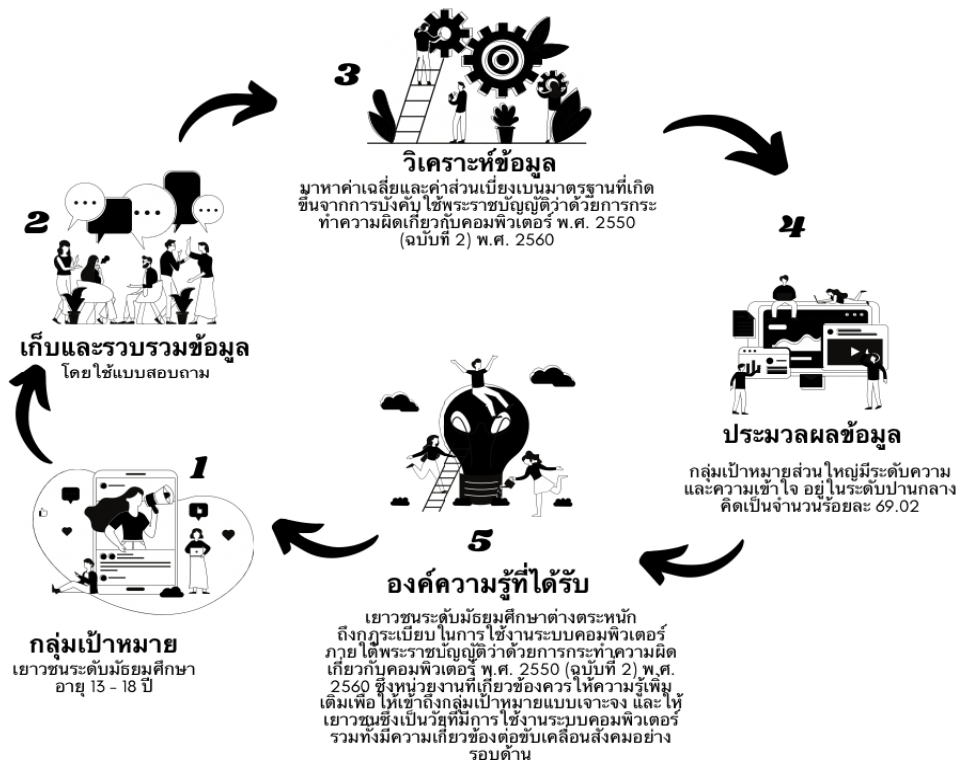 1
กลุ่มเป้าหมาย
เยาวชนระดับมัธยมศึกษา
อายุ 13 - 18 ปี
2
เก็บและรวบรวมข้อมูล
โดยใช้แบบสอบถาม
3
วิเคราะห์ข้อมูล
มาหาค่าเฉลี่ยและค่าส่วนเบี่ยงเบนมาตรฐานที่เกิด
ขึ้นจากการบังคับใช้พระราชบัญญัติว่าด้วยการกระ
ทำความผิดเกี่ยวกับคอมพิวเตอร์ พ.ศ. 2550
(ฉบับที่ 2) พ.ศ. 2560
4
ประมวลผลข้อมูล
กลุ่มเป้าหมายส่วนใหญ่มีระดับความ
และความเข้าใจ อยู่ในระดับปานกลาง
คิดเป็นจำนวนร้อยละ 69.02
5
องค์ความรู้ที่ได้รับ
เยาวชนระดับมัธยมศึกษาต่างตระหนัก
ถึงกฎระเบียบในการใช้งานระบบคอมพิวเตอร์
ภายใต้พระราชบัญญัติว่าด้วยการกระทำความผิด
เกี่ยวกับคอมพิวเตอร์ พ.ศ. 2550 (ฉบับที่ 2) พ.ศ.
2560 ซึ่งหน่วยงานที่เกี่ยวข้องควรให้ความรู้เพิ่ม
เติมเพื่อให้เข้าถึงกลุ่มเป้าหมายแบบเจาะจง และให้
เยาวชนซึ่งเป็นวัยที่มีการใช้งานระบบคอมพิวเตอร์
รวมทั้งมีความเกี่ยวข้องต่อขับเคลื่อนสังคมอย่าง
รอบด้าน